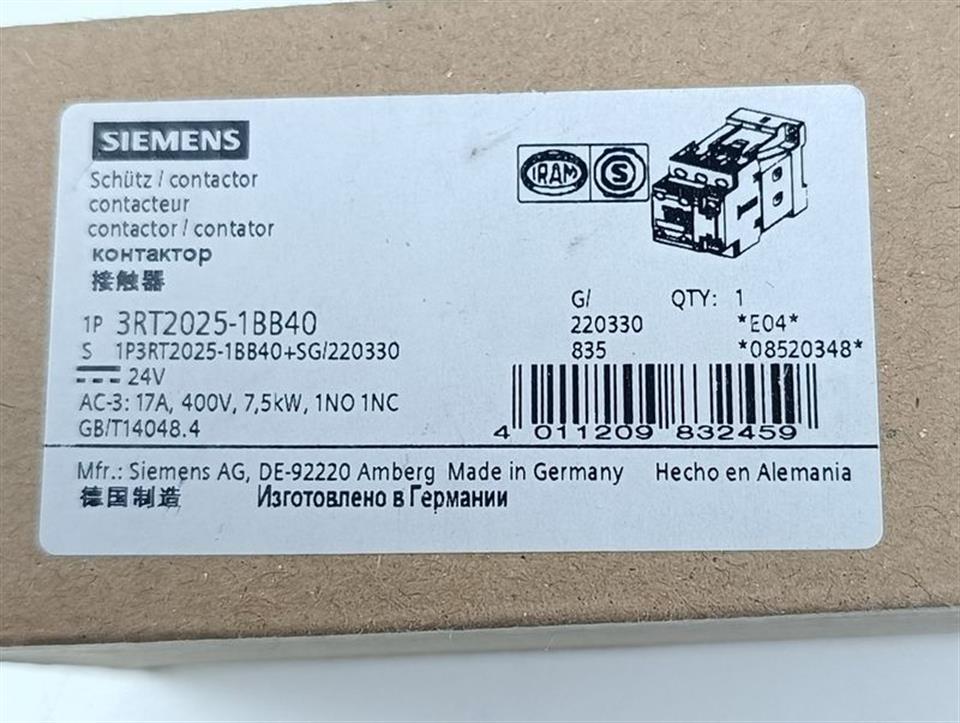 SIEMENS
Schütz / contactor
contacteur
contactor / contator
контактор
接触器
IRAM
S
1P 3RT2025-1BB40
S 1P3RT2025-1BB40+SG/220330
24V
AC-3: 17A, 400V, 7,5kW, 1NO 1NC
GB/T14048.4
G/ QTY: 1
220330 *E04*
835 *08520348*
4 011209 832459
Mfr.: Siemens AG, DE-92220 Amberg Made in Germany Hecho en Alemania
德国制造 Изготовлено в Германии